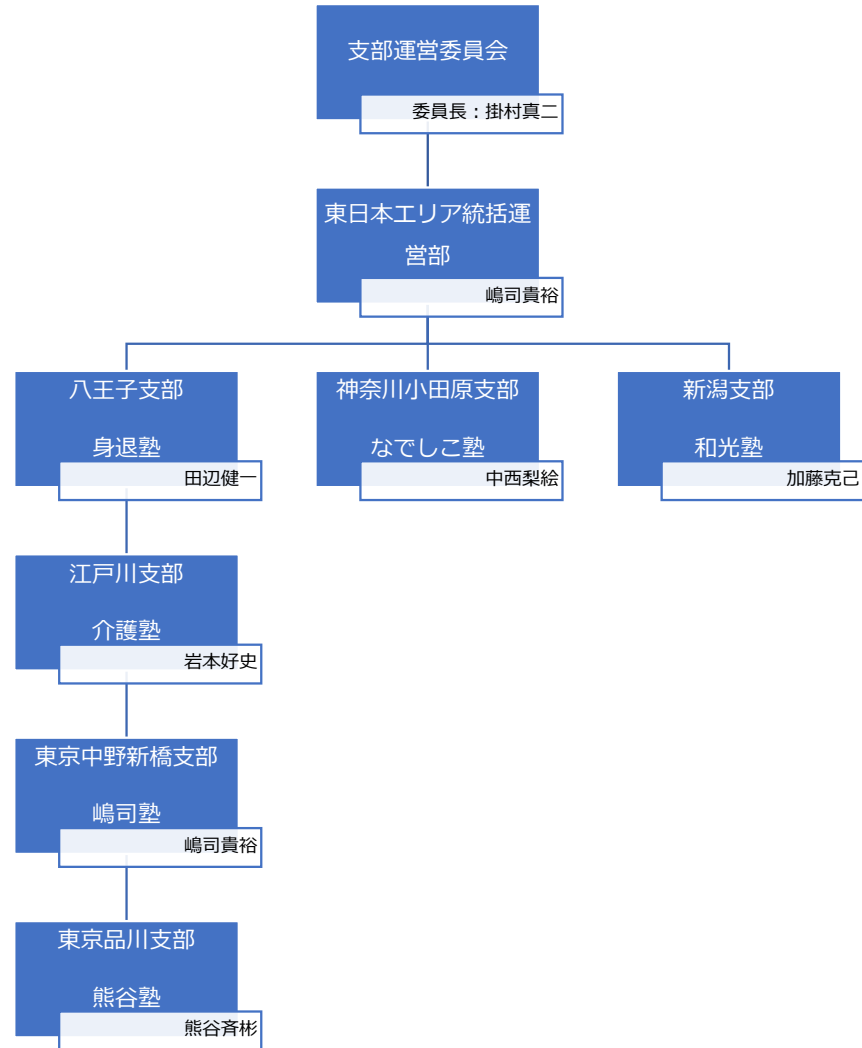 支部運営委員会
委員長：掛村真二
東日本エリア統括運
営部
嶋司貴裕
八王子支部
身退塾
田辺健一
神奈川小田原支部
なでしこ塾
中西梨絵
新潟支部
和光塾
加藤克己
江戸川支部
介護塾
岩本好史
東京中野新橋支部
嶋司塾
嶋司貴裕
東京品川支部
熊谷塾
熊谷斉彬